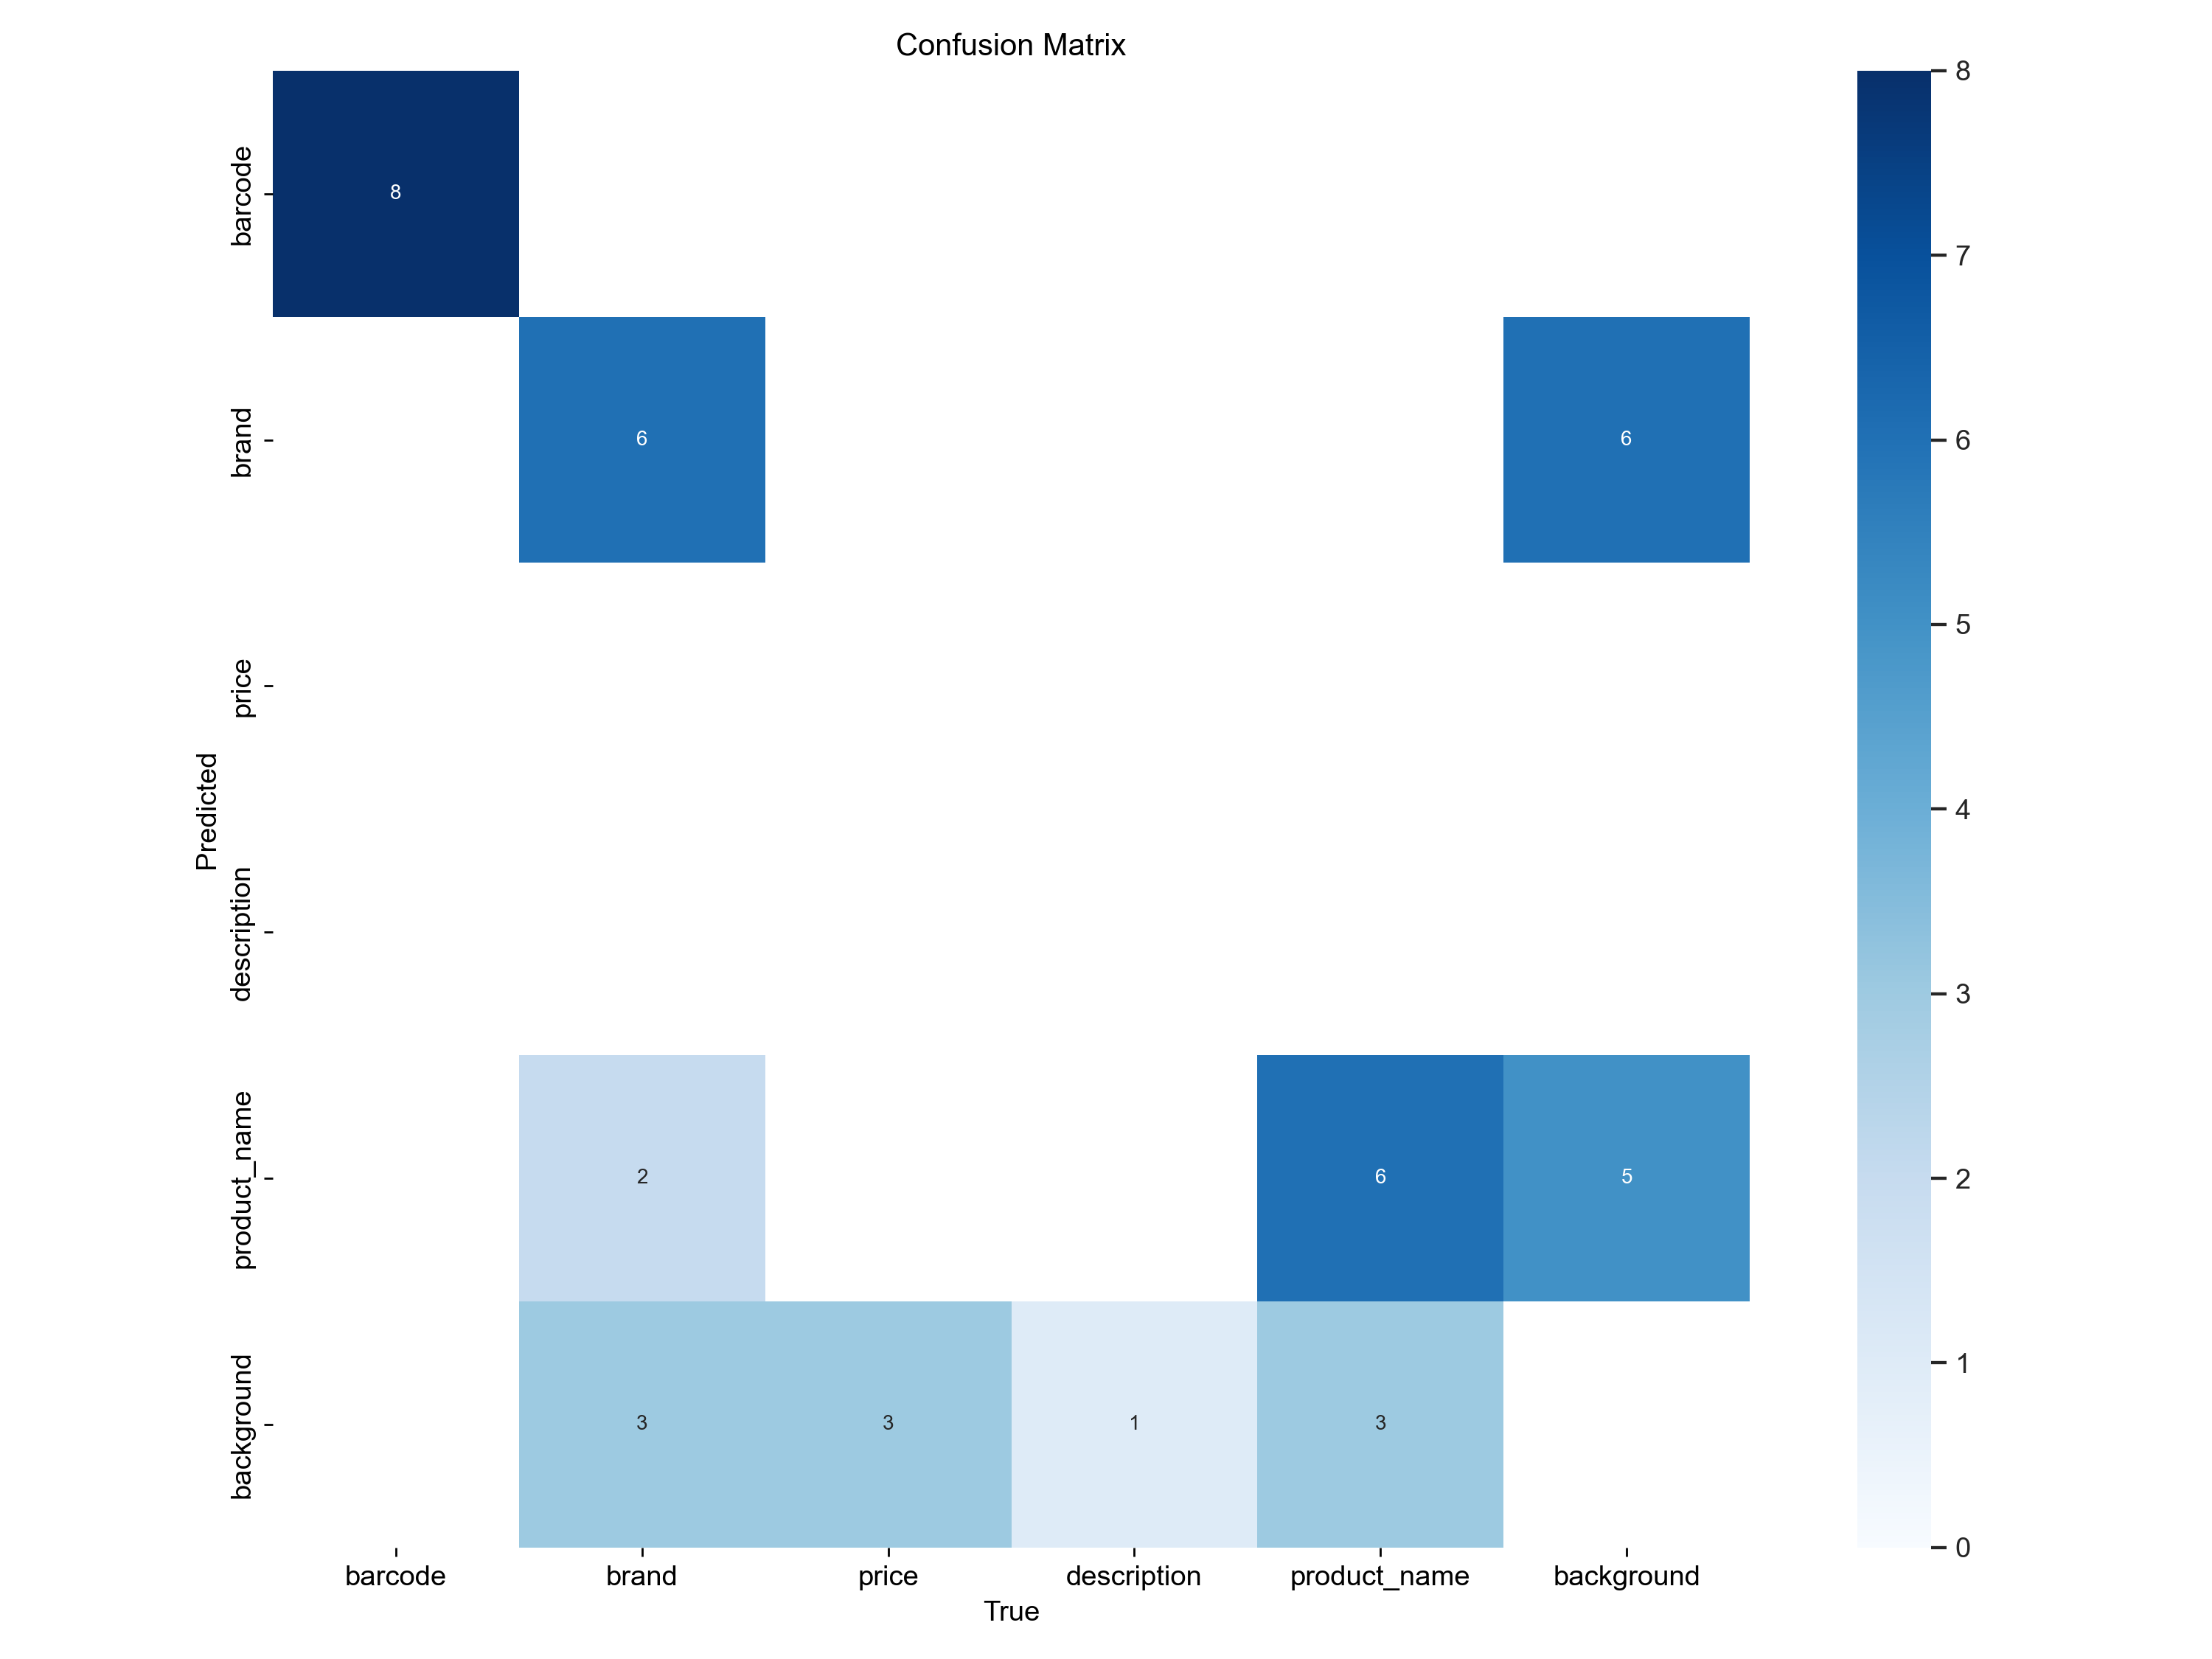 Confusion Matrix
Predicted
barcode
brand
price
description
product_name
background
8
6
6
2
6
5
3
3
1
3
barcode
brand
price
description
product_name
background
True
8
7
6
5
4
3
2
1
0